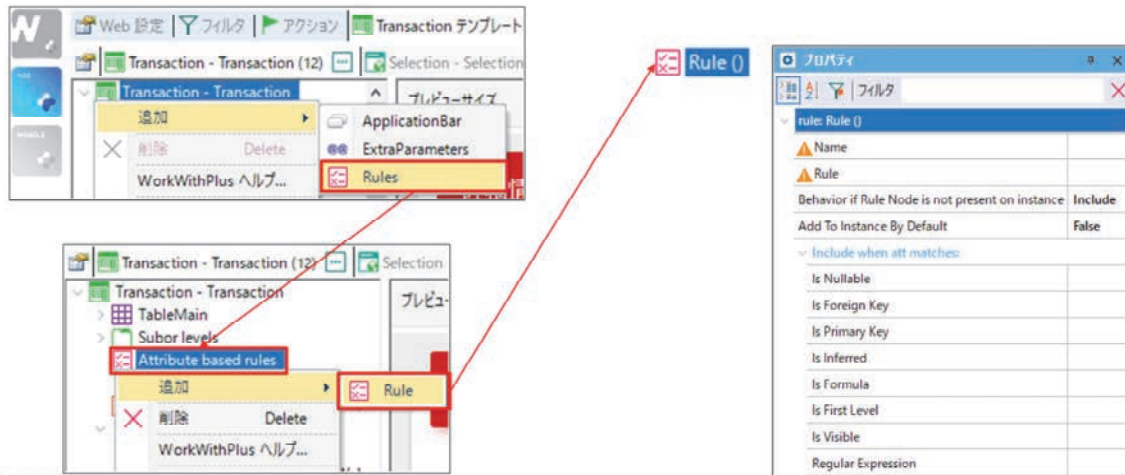 Web 設定 フィルタ アクション Transaction テンプレート
Transaction - Transaction (12) Selection - Selection
Transaction - Transaction
プレビューサイズ
追加
ApplicationBar
削除 Delete
ExtraParameters
WorkWithPlus ヘルプ...
Rules
Transaction - Transaction (12) Selection
Transaction - Transaction
TableMain
Subor levels
Attribute based rules
追加
Rule
削除 Delete
WorkWithPlus ヘルプ...
Rule ()
プロパティ
フィルタ
rule: Rule ()
Name
Rule
Behavior if Rule Node is not present on instance Include
Add To Instance By Default False
Include when att matches:
Is Nullable
Is Foreign Key
Is Primary Key
Is Inferred
Is Formula
Is First Level
Is Visible
Regular Expression